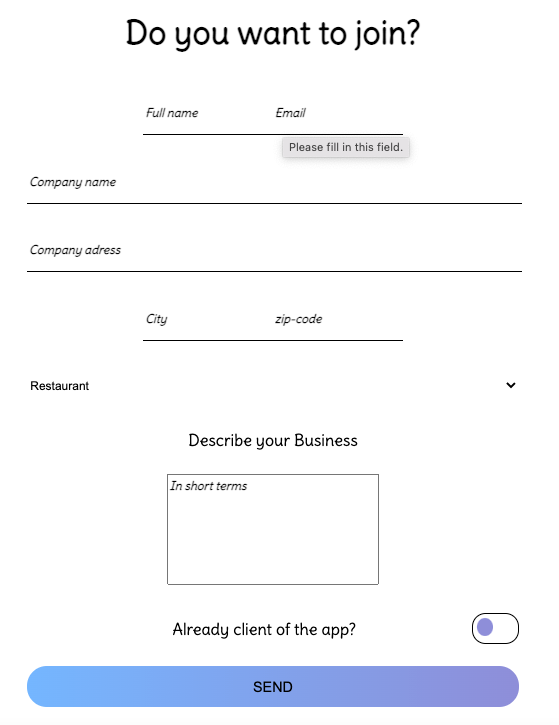 Do you want to join?
Full name Email
Please fill in this field.
Company name
Company adress
City zip-code
Restaurant
Describe your Business
In short terms
Already client of the app?
SEND